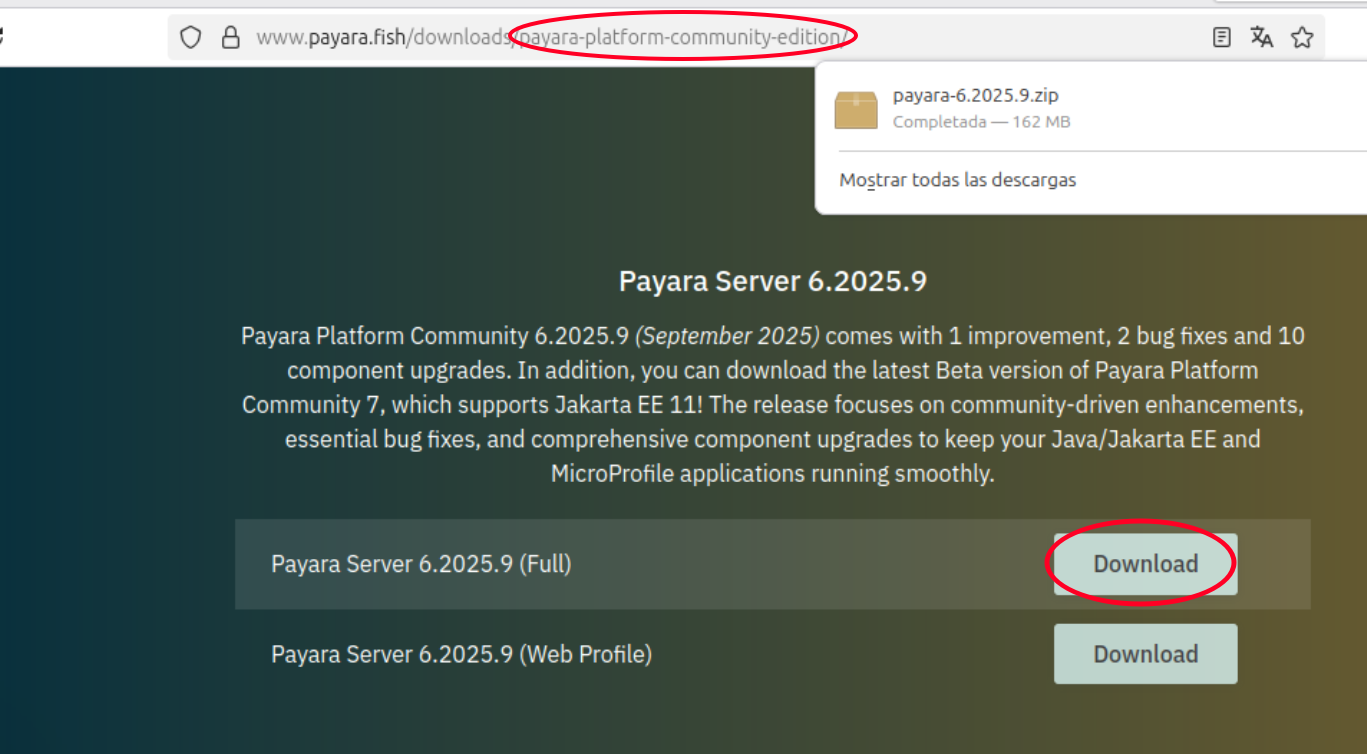 www.payara.fish/downloads/payara-platform-community-edition/
payara-6.2025.9.zip
Completada — 162 MB
Mostrar todas las descargas
Payara Server 6.2025.9
Payara Platform Community 6.2025.9 (September 2025) comes with 1 improvement, 2 bug fixes and 10
component upgrades. In addition, you can download the latest Beta version of Payara Platform
Community 7, which supports Jakarta EE 11! The release focuses on community-driven enhancements,
essential bug fixes, and comprehensive component upgrades to keep your Java/Jakarta EE and
MicroProfile applications running smoothly.
Payara Server 6.2025.9 (Full)
Download
Payara Server 6.2025.9 (Web Profile)
Download